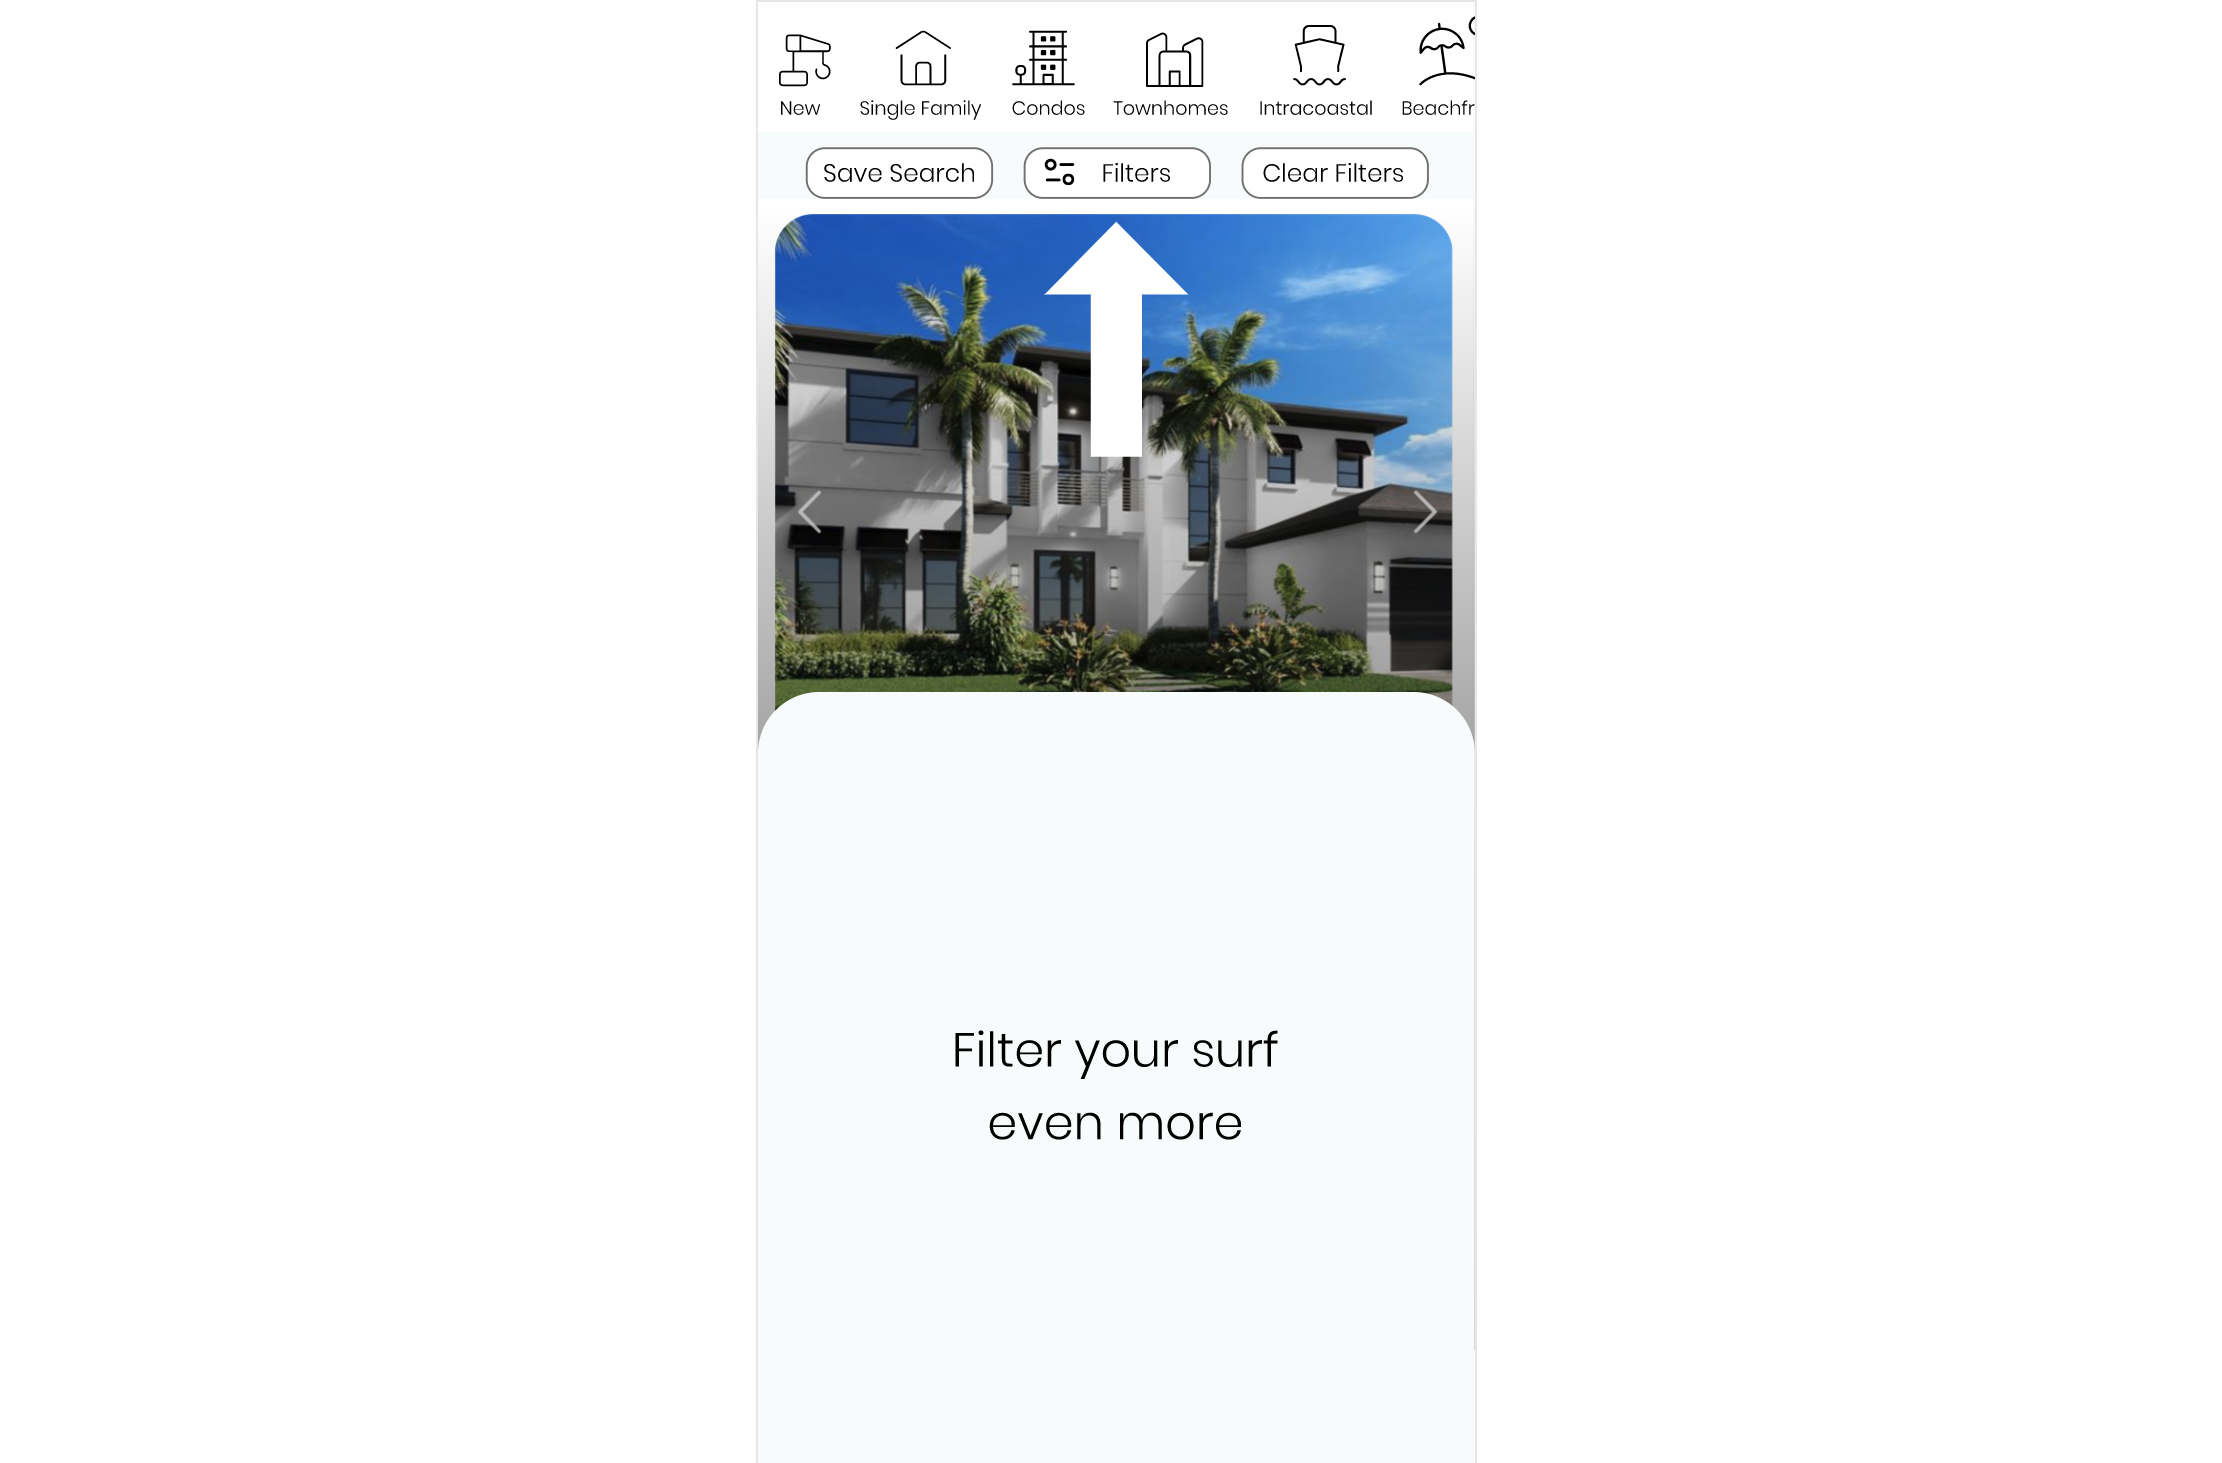 New Single Family Condos Townhomes Intracoastal Beachfr
Save Search Filters Clear Filters
Filter your surf
even more